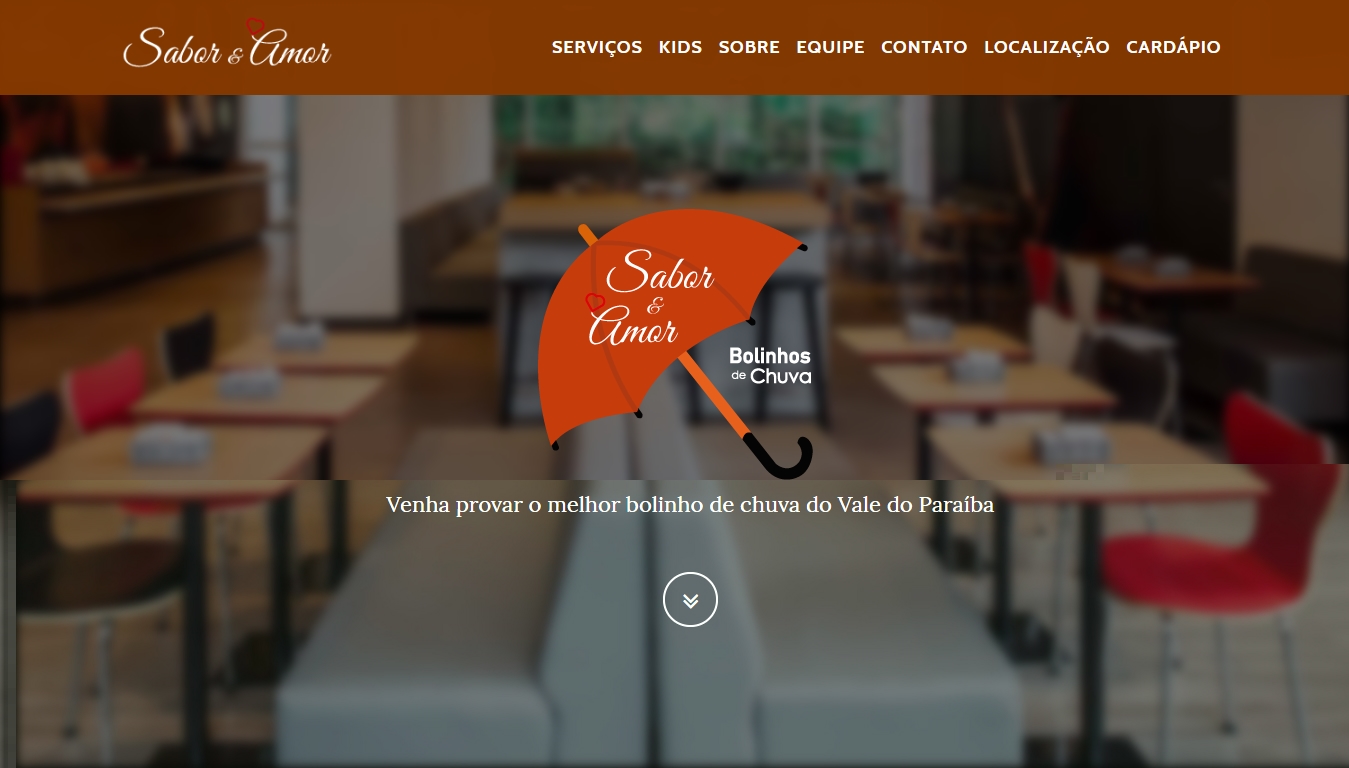 Sabor & Amor
SERVIÇOS KIDS SOBRE EQUIPE CONTATO LOCALIZAÇÃO CARDÁPIO
Sabor
&
Amor
Bolinhos
de Chuva
Venha provar o melhor bolinho de chuva do Vale do Paraíba